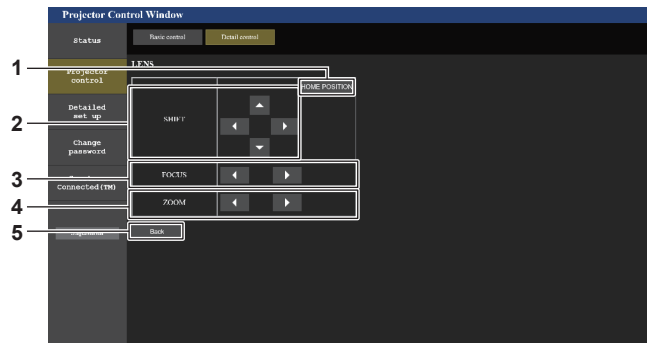 Projector Control Window
Status
Basic control
Detail control
LENS
1
Projector
control
HOME POSITION
2
SHIFT
Detailed
set up
Change
password
3
FOCUS
Connected(TM)
4
ZOOM
5
Back